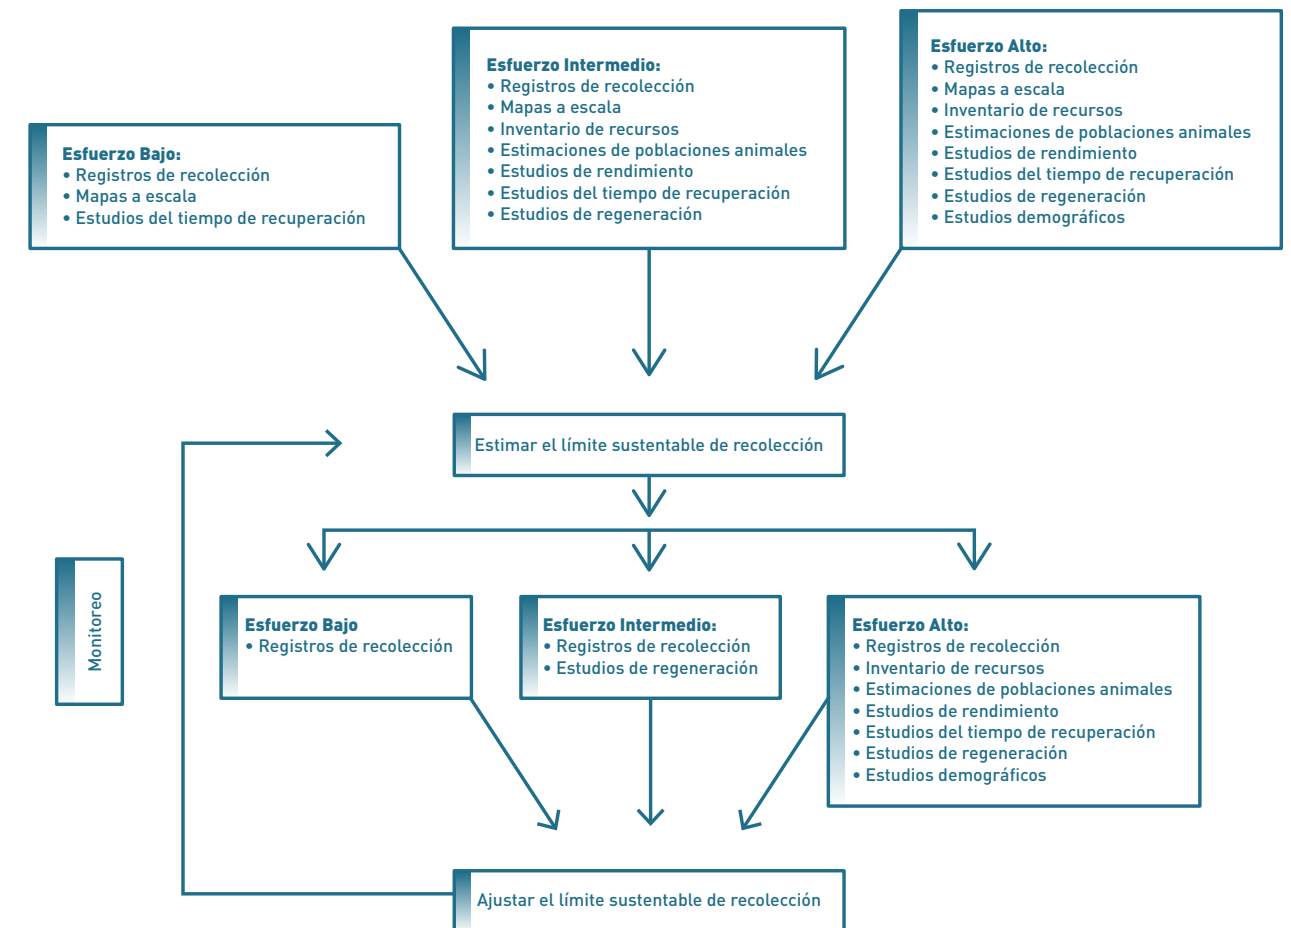 Esfuerzo Bajo:
• Registros de recolección
• Mapas a escala
• Estudios del tiempo de recuperación
Esfuerzo Intermedio:
• Registros de recolección
• Mapas a escala
• Inventario de recursos
• Estimaciones de poblaciones animales
• Estudios de rendimiento
• Estudios del tiempo de recuperación
• Estudios de regeneración
Esfuerzo Alto:
• Registros de recolección
• Mapas a escala
• Inventario de recursos
• Estimaciones de poblaciones animales
• Estudios de rendimiento
• Estudios del tiempo de recuperación
• Estudios de regeneración
• Estudios demográficos
Estimar el límite sustentable de recolección
Monitoreo
Esfuerzo Bajo
• Registros de recolección
Esfuerzo Intermedio:
• Registros de recolección
• Estudios de regeneración
Esfuerzo Alto:
• Registros de recolección
• Inventario de recursos
• Estimaciones de poblaciones animales
• Estudios de rendimiento
• Estudios del tiempo de recuperación
• Estudios de regeneración
• Estudios demográficos
Ajustar el límite sustentable de recolección